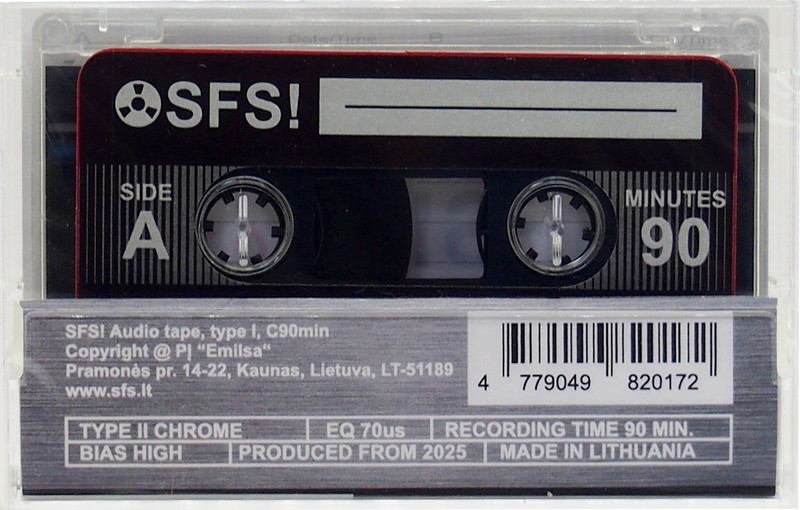 A Date/Time B
SFS!
SIDE
A
MINUTES
90
SFS! Audio tape, type I, C90min
Copyright @ PĮ “Emilsa“
Pramonės pr. 14-22, Kaunas, Lietuva, LT-51189
www.sfs.lt
4 779049 820172
TYPE II CHROME EQ 70us RECORDING TIME 90 MIN.
BIAS HIGH PRODUCED FROM 2025 MADE IN LITHUANIA